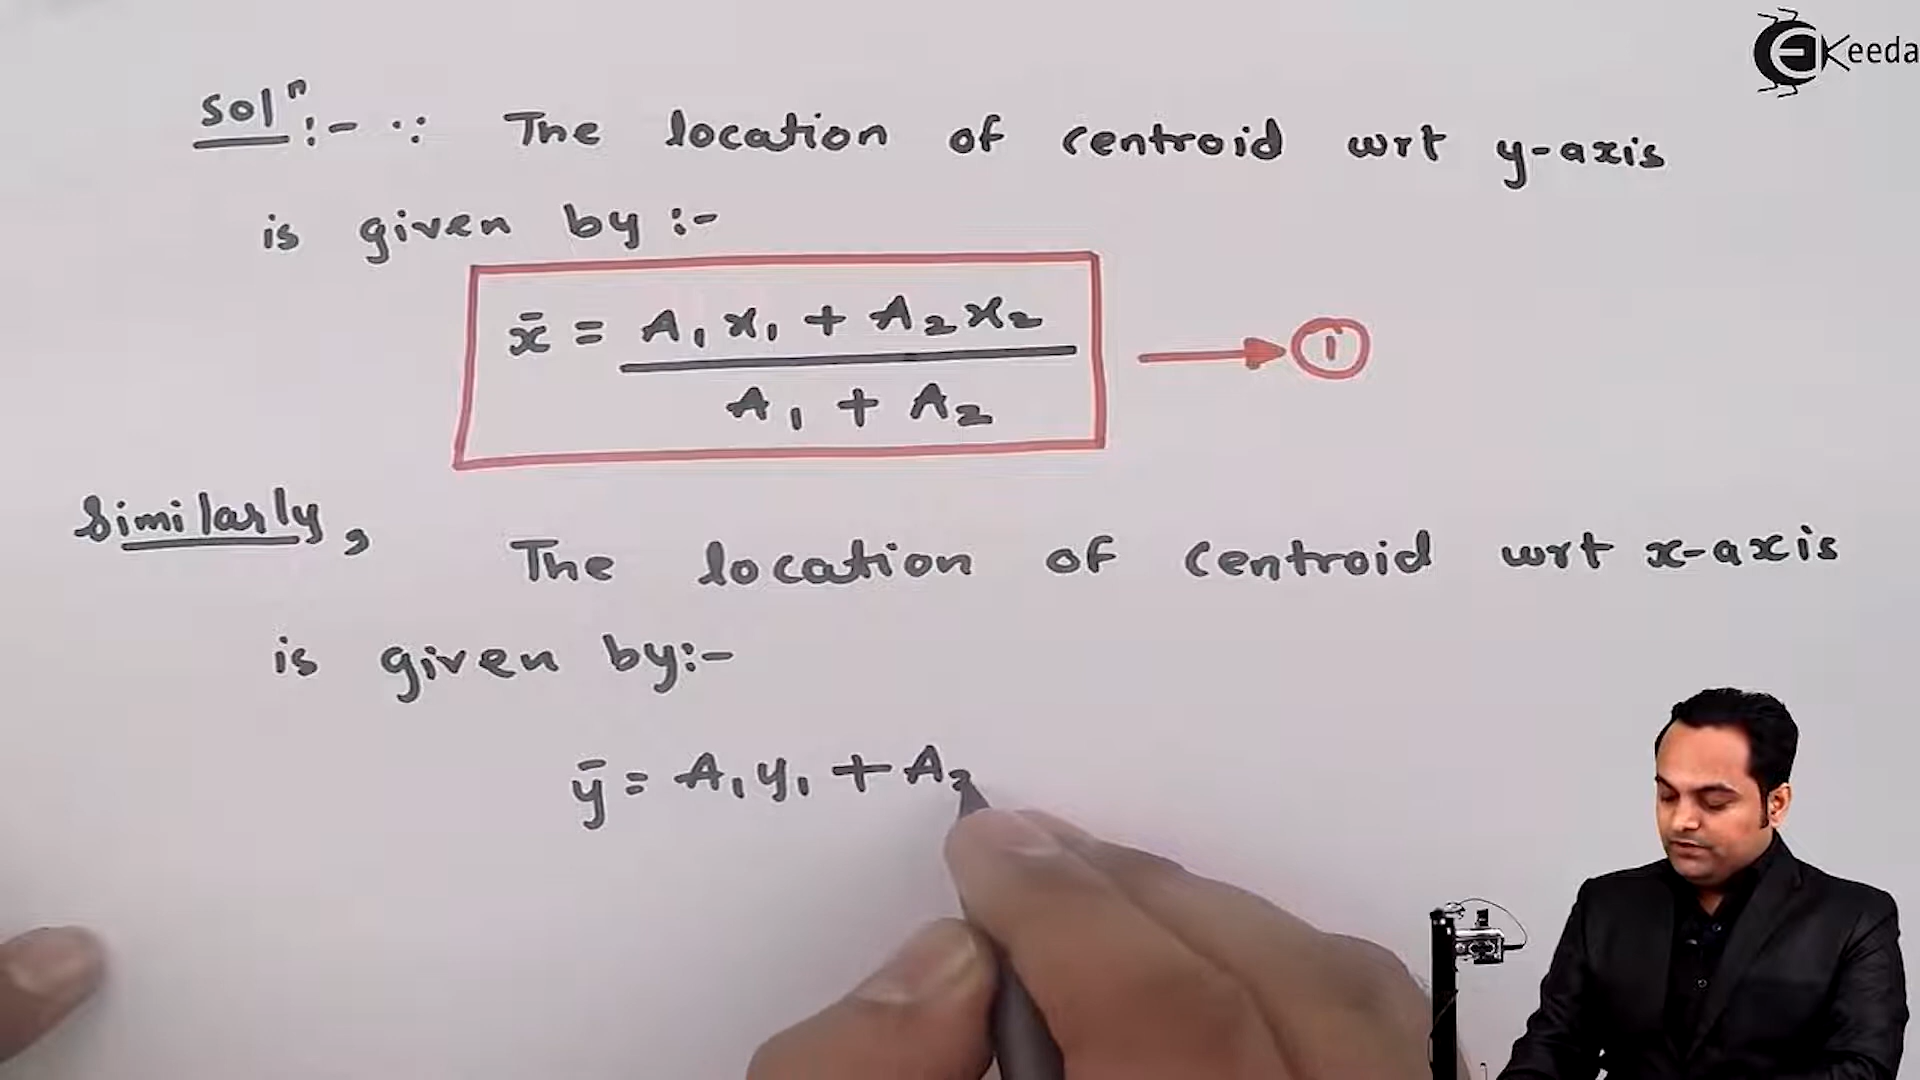 EKeeda
Solⁿ :- ∵ The location of centroid wrt y-axis
is given by :-
x̄ = A₁x₁ + A₂x₂
A₁ + A₂
→ ①
Similarly, The location of centroid wrt x-axis
is given by:-
ȳ = A₁y₁ + A₂